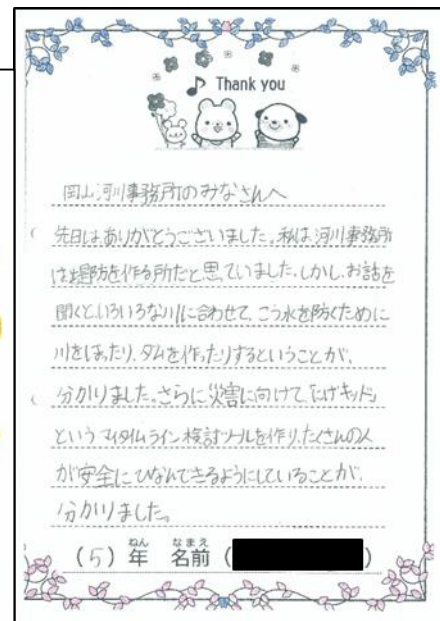 Thank you
岡山河川事務所のみなさんへ
先日はありがとうございました。私は、河川事務所
は堤防を作る所だと思ていました。しかし、お話を
聞くといろいろな川に合わせて、こう水を防ぐために
川をほったり、ダムを作ったりするということが、
分かりました。さらに災害に向けて「にげキッド」
というマイタイムライン検討ツールを作り、たくさんの人
が安全にひなんできるようにしていることが、
分かりました。
(5)年 名前(
ねん なまえ
)